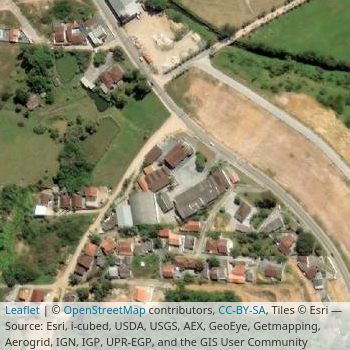 Leaflet | © OpenStreetMap contributors, CC-BY-SA, Tiles © Esri —
Source: Esri, i-cubed, USDA, USGS, AEX, GeoEye, Getmapping,
Aerogrid, IGN, IGP, UPR-EGP, and the GIS User Community